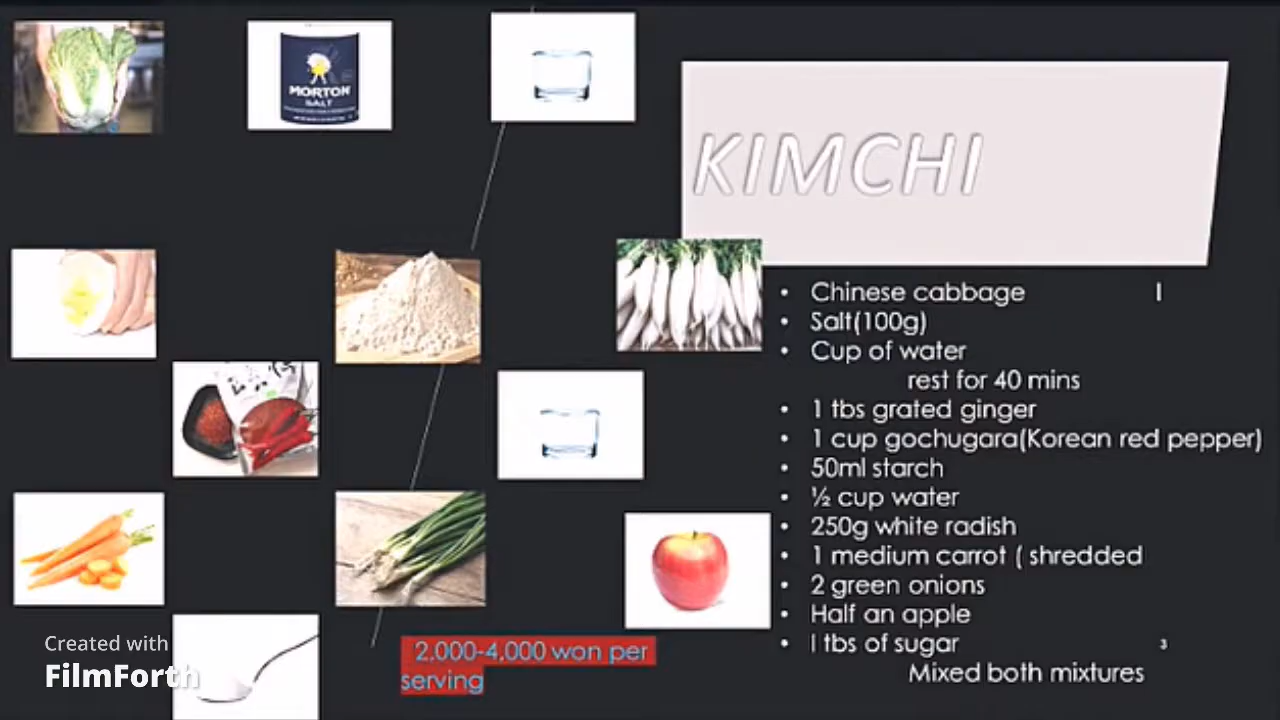 MORTON
SALT
KIMCHI
• Chinese cabbage
• Salt(100g)
• Cup of water
rest for 40 mins
• 1 tbs grated ginger
• 1 cup gochugara(Korean red pepper)
• 50ml starch
• ½ cup water
• 250g white radish
• 1 medium carrot ( shredded
• 2 green onions
• Half an apple
• I tbs of sugar
3
Mixed both mixtures
2,000-4,000 won per
serving
Created with
FilmForth